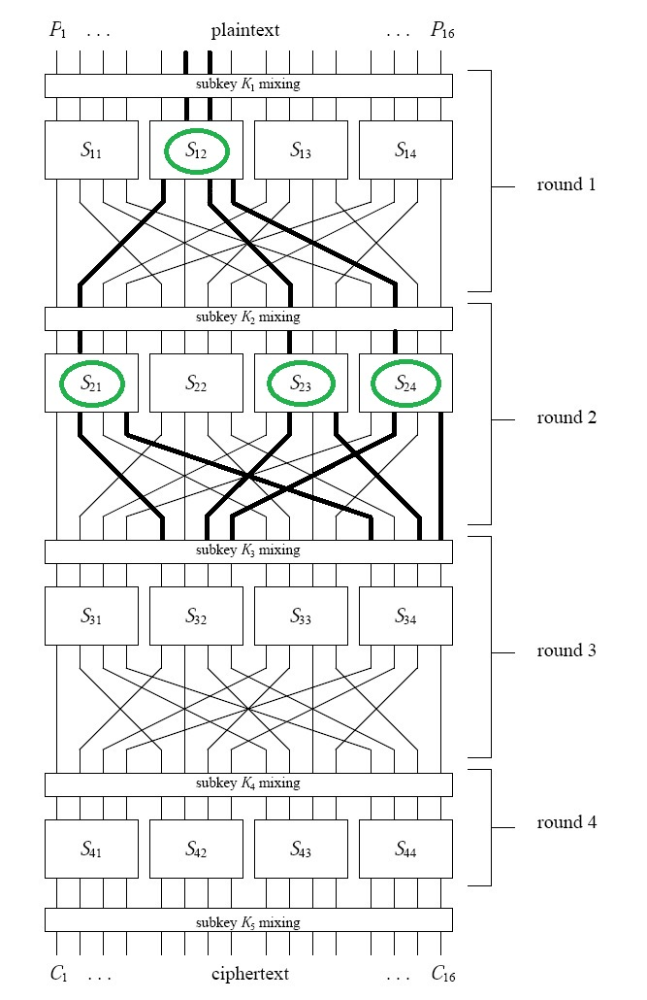 P₁ ... plaintext ... P₁₆
subkey K₁ mixing
S₁₁ S₁₂ S₁₃ S₁₄
round 1
subkey K₂ mixing
S₂₁ S₂₂ S₂₃ S₂₄
round 2
subkey K₃ mixing
S₃₁ S₃₂ S₃₃ S₃₄
round 3
subkey K₄ mixing
S₄₁ S₄₂ S₄₃ S₄₄
round 4
subkey K₅ mixing
C₁ ... ciphertext ... C₁₆